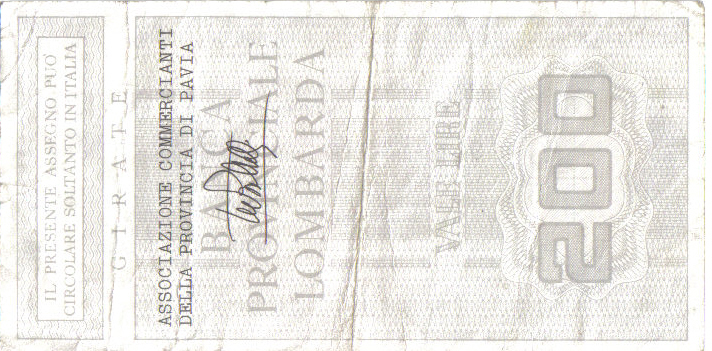 IL PRESENTE ASSEGNO PUÒ
CIRCOLARE SOLTANTO IN ITALIA
GIRATE
ASSOCIAZIONE COMMERCIANTI
DELLA PROVINCIA DI PAVIA
BANCA
PROVINCIALE
LOMBARDA
VALE LIRE
200